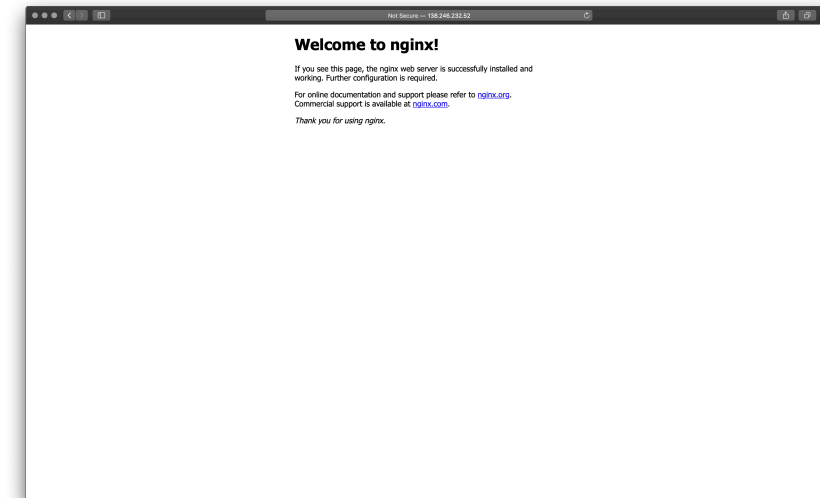 Not Secure — 138.246.232.52
Welcome to nginx!
If you see this page, the nginx web server is successfully installed and
working. Further configuration is required.
For online documentation and support please refer to nginx.org.
Commercial support is available at nginx.com.
Thank you for using nginx.